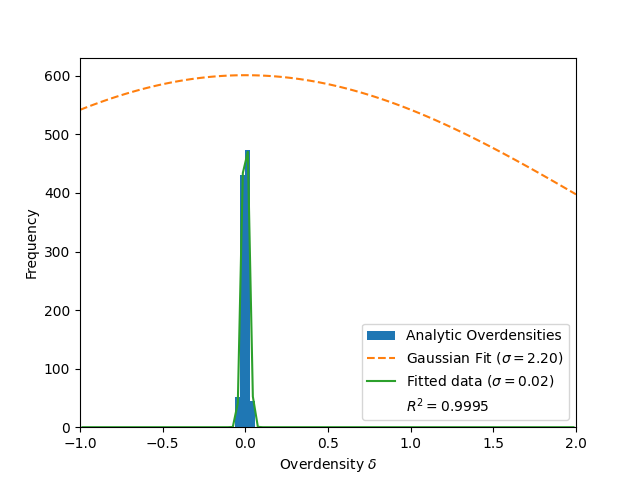 600
500
400
300
200
100
0
Frequency
−1.0 −0.5 0.0 0.5 1.0 1.5 2.0
Overdensity δ
Analytic Overdensities
Gaussian Fit (σ = 2.20)
Fitted data (σ = 0.02)
R² = 0.9995